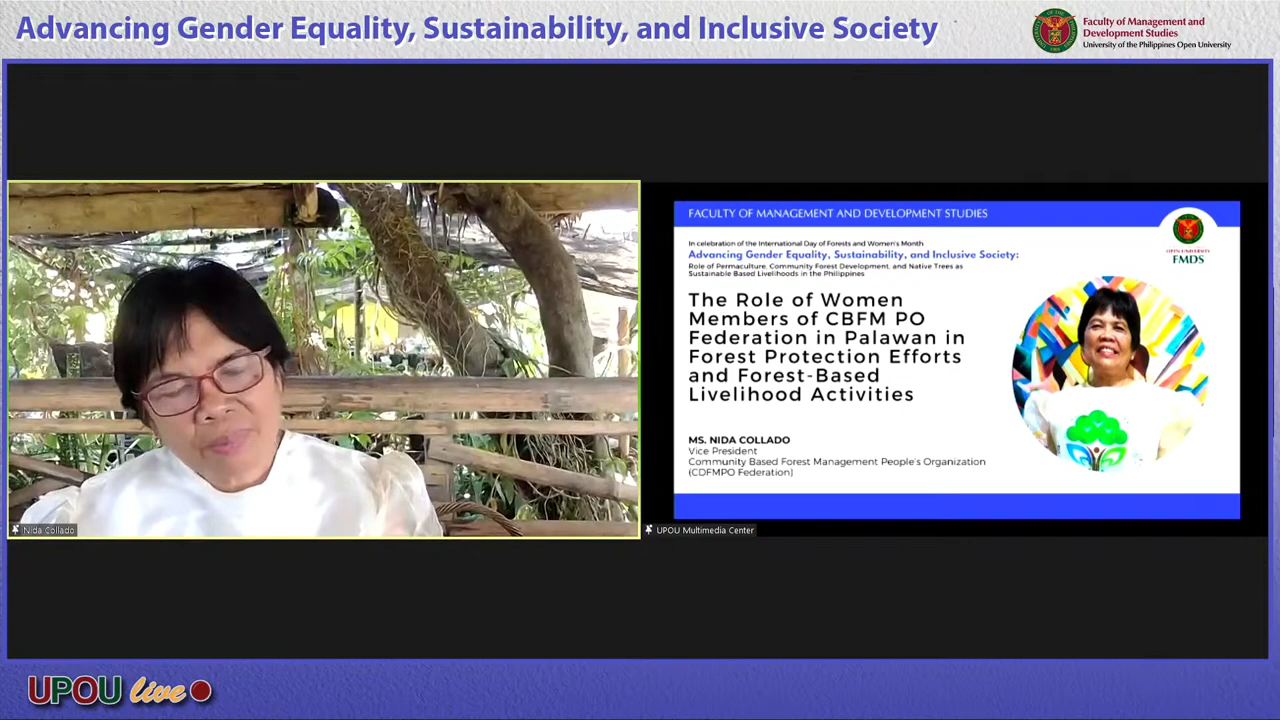 Advancing Gender Equality, Sustainability, and Inclusive Society
Faculty of Management and
Development Studies
University of the Philippines Open University
Nida Collado
FACULTY OF MANAGEMENT AND DEVELOPMENT STUDIES
OPEN UNIVERSITY
FMDS
In celebration of the International Day of Forests and Women's Month
Advancing Gender Equality, Sustainability, and Inclusive Society:
Role of Permaculture, Community Forest Development, and Native Trees as
Sustainable Based Livelihoods in the Philippines
The Role of Women
Members of CBFM PO
Federation in Palawan in
Forest Protection Efforts
and Forest-Based
Livelihood Activities
MS. NIDA COLLADO
Vice President
Community Based Forest Management People's Organization
(CDFMPO Federation)
UPOU Multimedia Center
UPOU live